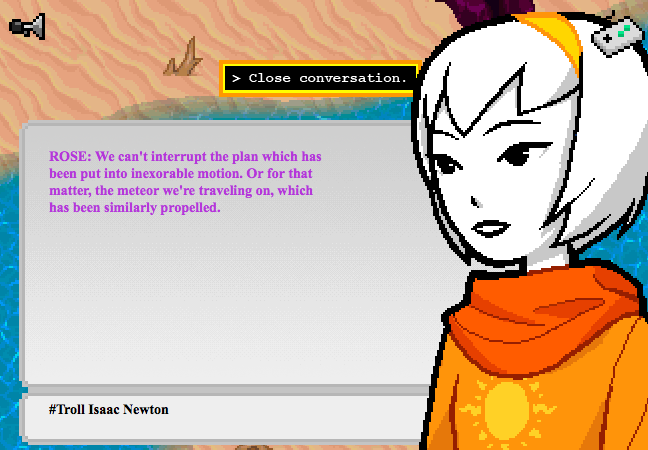 > Close conversation.
ROSE: We can't interrupt the plan which has
been put into inexorable motion. Or for that
matter, the meteor we're traveling on, which
has been similarly propelled.
#Troll Isaac Newton